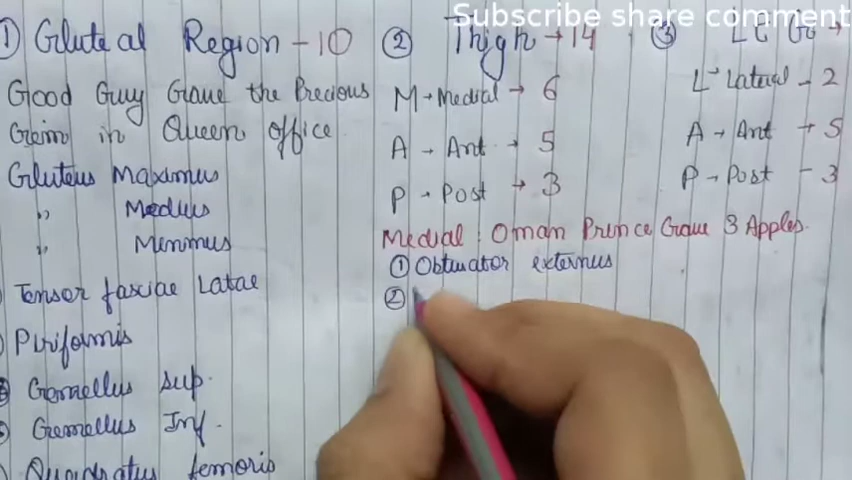 Subscribe share comment
① Gluteal Region - 10
Good Guy Gave the Precious
Gem in Queen office
Gluteus Maximus
" Medius
" Minimus
Tensor fasciae Latae
Piriformis
Gemellus Sup.
Gemellus Inf.
Quadratus femoris
② Thigh → 14
M → Medial → 6
A → Ant → 5
P → Post → 3
Medial : Oman Prince Gave 3 Apples.
① Obturator externus
②
③
L → Lateral - 2
A → Ant → 5
P → Post - 3